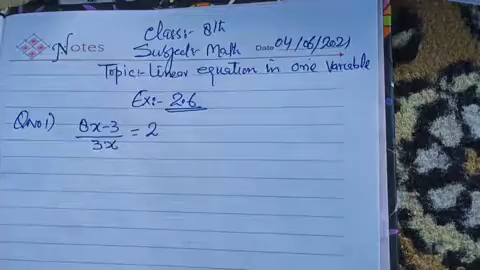 Class:- 8th
Notes Subject:- Math Date 04/06/2021
Topic:- Linear equation in one Variable
Ex:- 2.6
QNo1) 8x-3/3x = 2